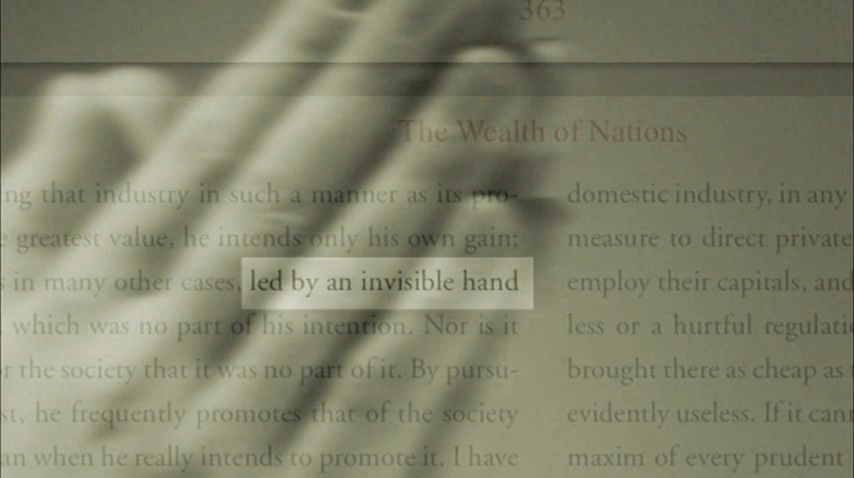 363
The Wealth of Nations
ing that industry in such a manner as its pro-
e greatest value, he intends only his own gain;
s in many other cases, led by an invisible hand
which was no part of his intention. Nor is it
r the society that it was no part of it. By pursu-
st, he frequently promotes that of the society
an when he really intends to promote it. I have
domestic industry, in any
measure to direct private
employ their capitals, and
less or a hurtful regulati
brought there as cheap as
evidently useless. If it can
maxim of every prudent